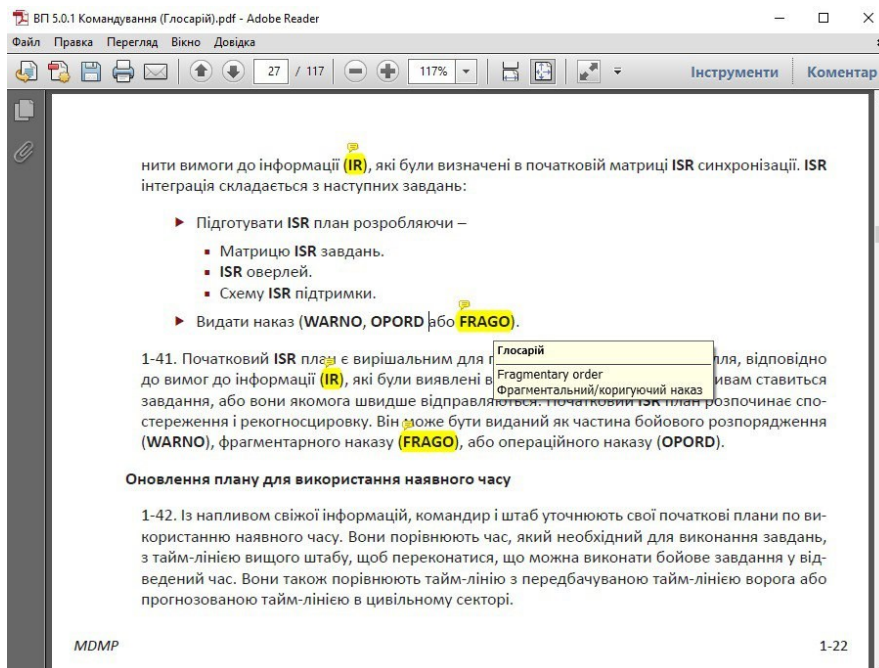 ВП 5.0.1 Командування (Глосарій).pdf - Adobe Reader
Файл Правка Перегляд Вікно Довідка
27 / 117 117% Інструменти Коментар
нити вимоги до інформації (IR), які були визначені в початковій матриці ISR синхронізації. ISR
інтеграція складається з наступних завдань:
Підготувати ISR план розробляючи –
Матрицю ISR завдань.
ISR оверлей.
Схему ISR підтримки.
Видати наказ (WARNO, OPORD або FRAGO).
Глосарій
Fragmentary order
Фрагментальний/коригуючий наказ
1-41. Початковий ISR план є вирішальним для лля, відповідно
до вимог до інформації (IR), які були виявлені в ивам ставиться
завдання, або вони якомога швидше відправляються. Початковий ISR план розпочинає спо-
стереження і рекогносцировку. Він може бути виданий як частина бойового розпорядження
(WARNO), фрагментарного наказу (FRAGO), або операційного наказу (OPORD).
Оновлення плану для використання наявного часу
1-42. Із напливом свіжої інформацій, командир і штаб уточнюють свої початкові плани по ви-
користанню наявного часу. Вони порівнюють час, який необхідний для виконання завдань,
з тайм-лінією вищого штабу, щоб переконатися, що можна виконати бойове завдання у від-
ведений час. Вони також порівнюють тайм-лінію з передбачуваною тайм-лінією ворога або
прогнозованою тайм-лінією в цивільному секторі.
MDMP 1-22